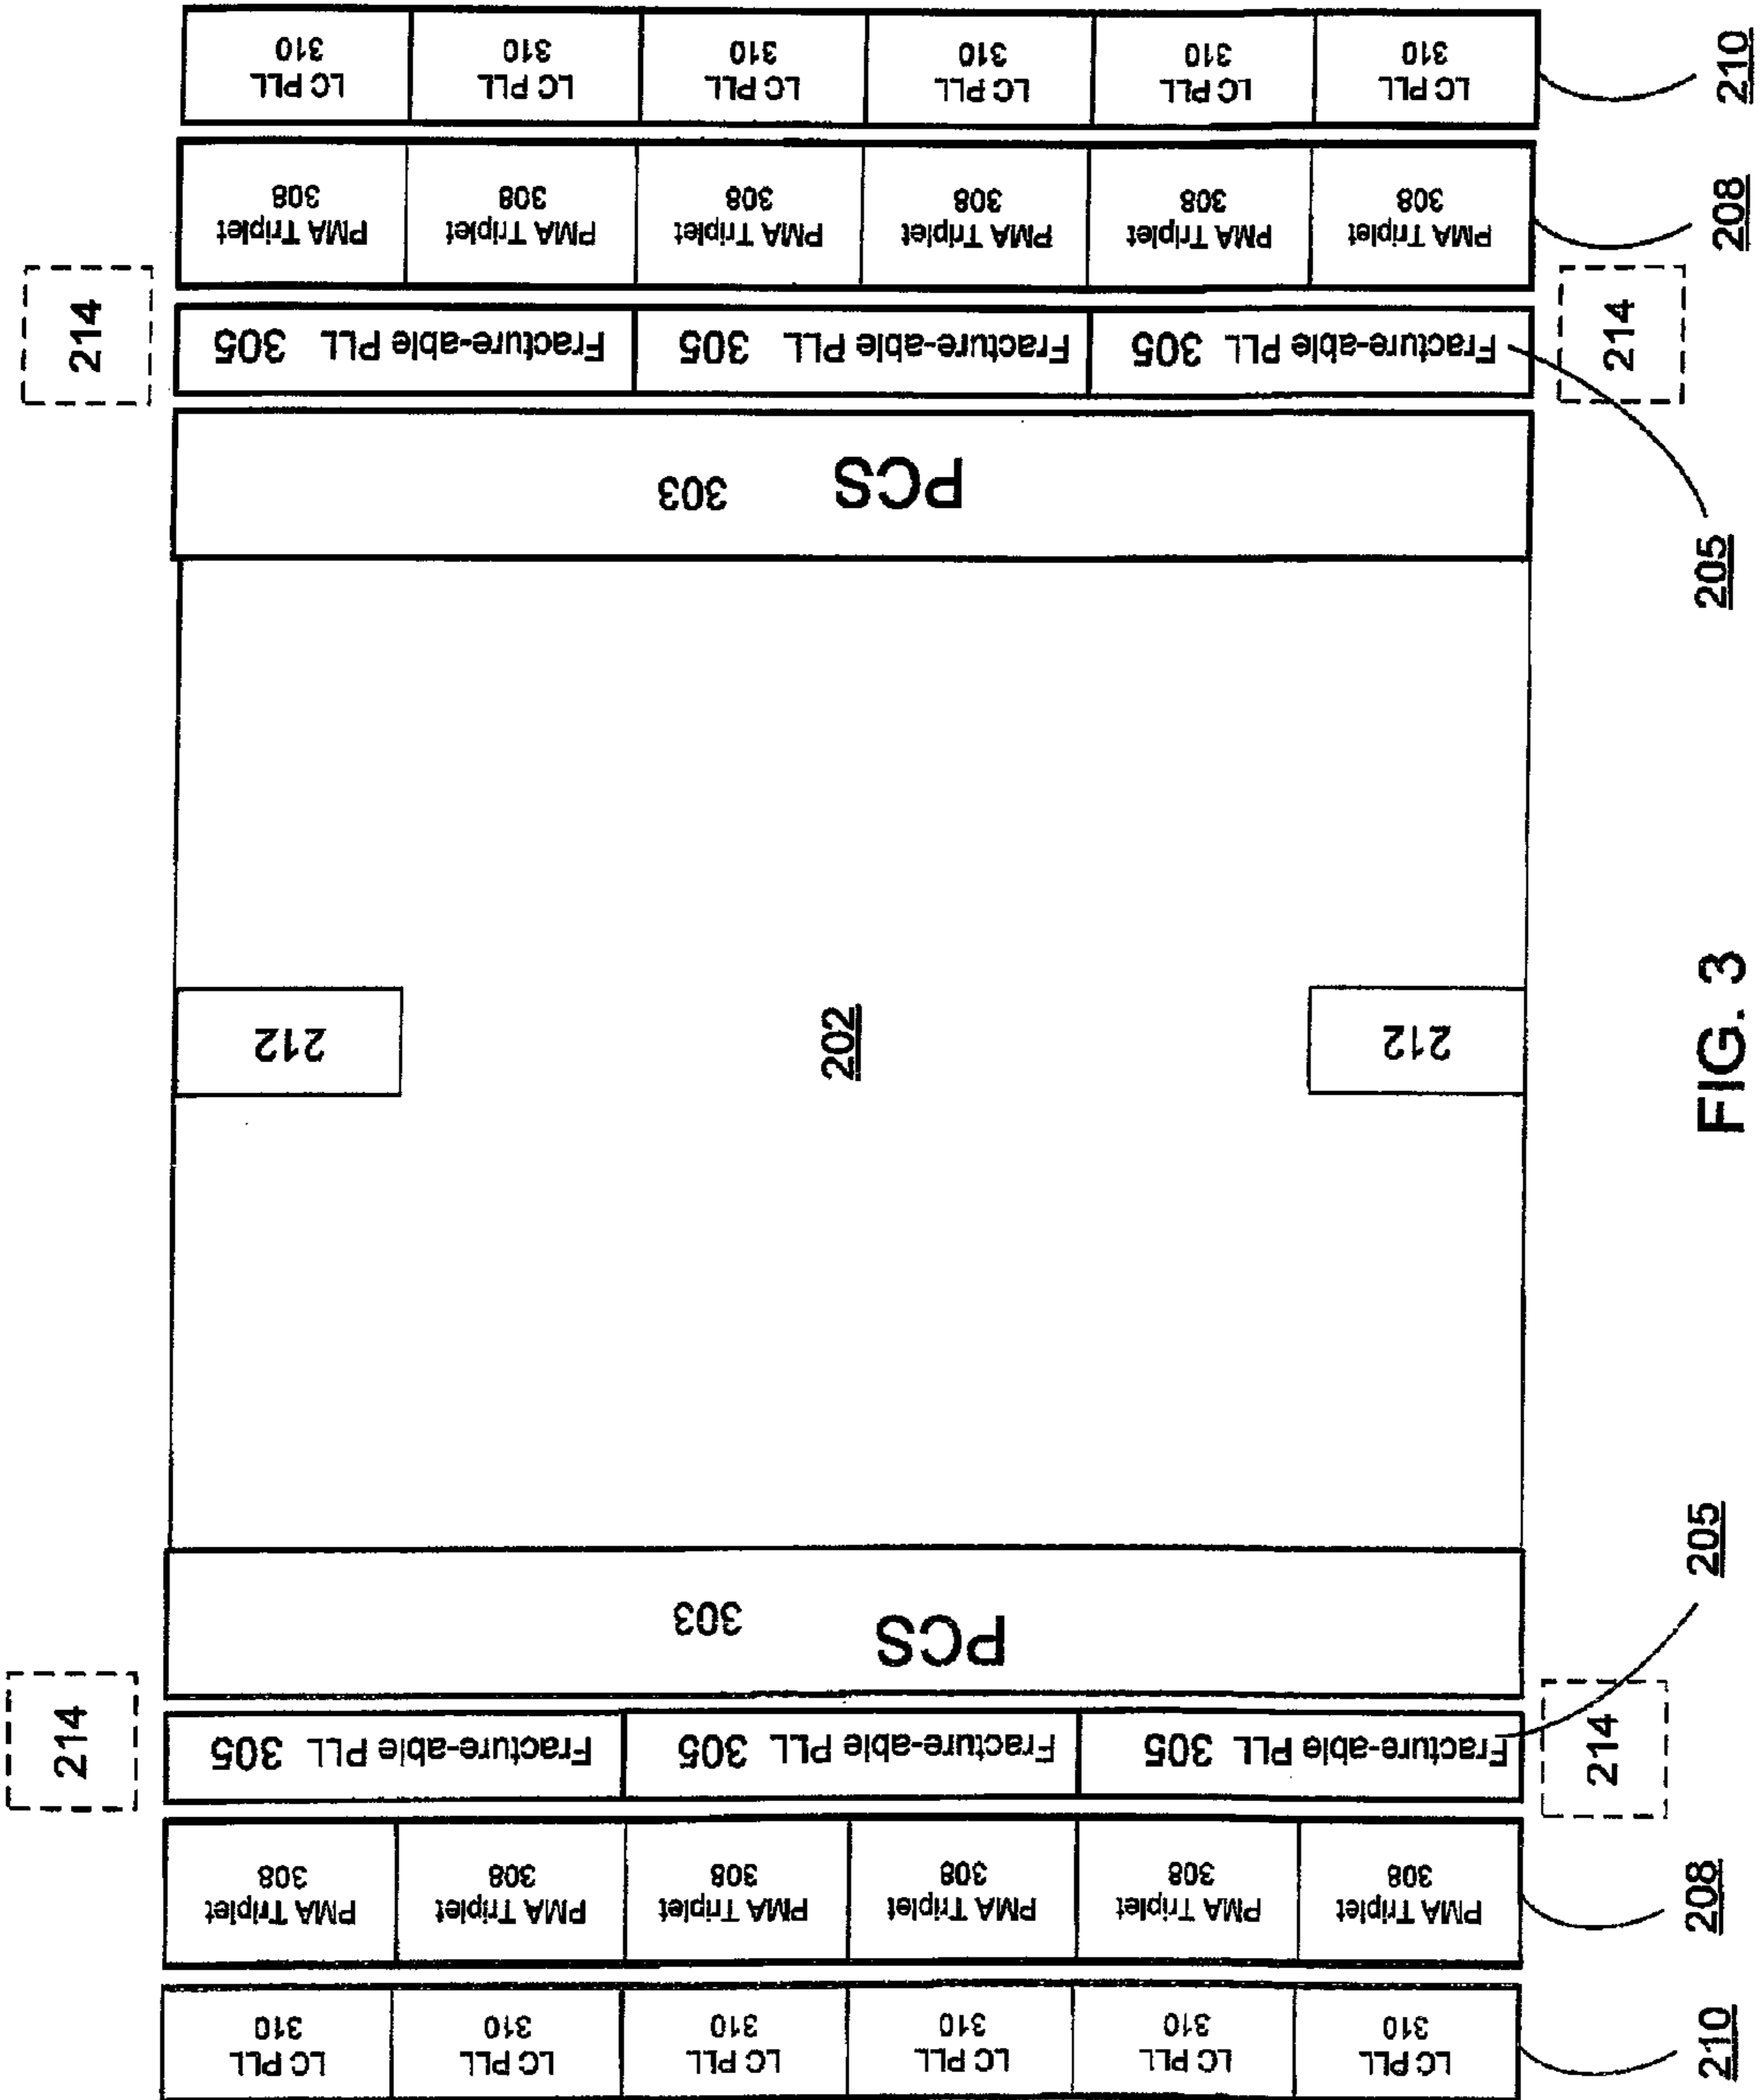 LC PLL
310
LC PLL
310
LC PLL
310
LC PLL
310
LC PLL
310
LC PLL
310
210
PMA Triplet
308
PMA Triplet
308
PMA Triplet
308
PMA Triplet
308
PMA Triplet
308
PMA Triplet
308
208
214
Fracture-able PLL 305
Fracture-able PLL 305
Fracture-able PLL 305
214
205
PCS 303
212
202
212
FIG. 3
PCS 303
205
214
Fracture-able PLL 305
Fracture-able PLL 305
Fracture-able PLL 305
214
PMA Triplet
308
PMA Triplet
308
PMA Triplet
308
PMA Triplet
308
PMA Triplet
308
PMA Triplet
308
208
LC PLL
310
LC PLL
310
LC PLL
310
LC PLL
310
LC PLL
310
LC PLL
310
210